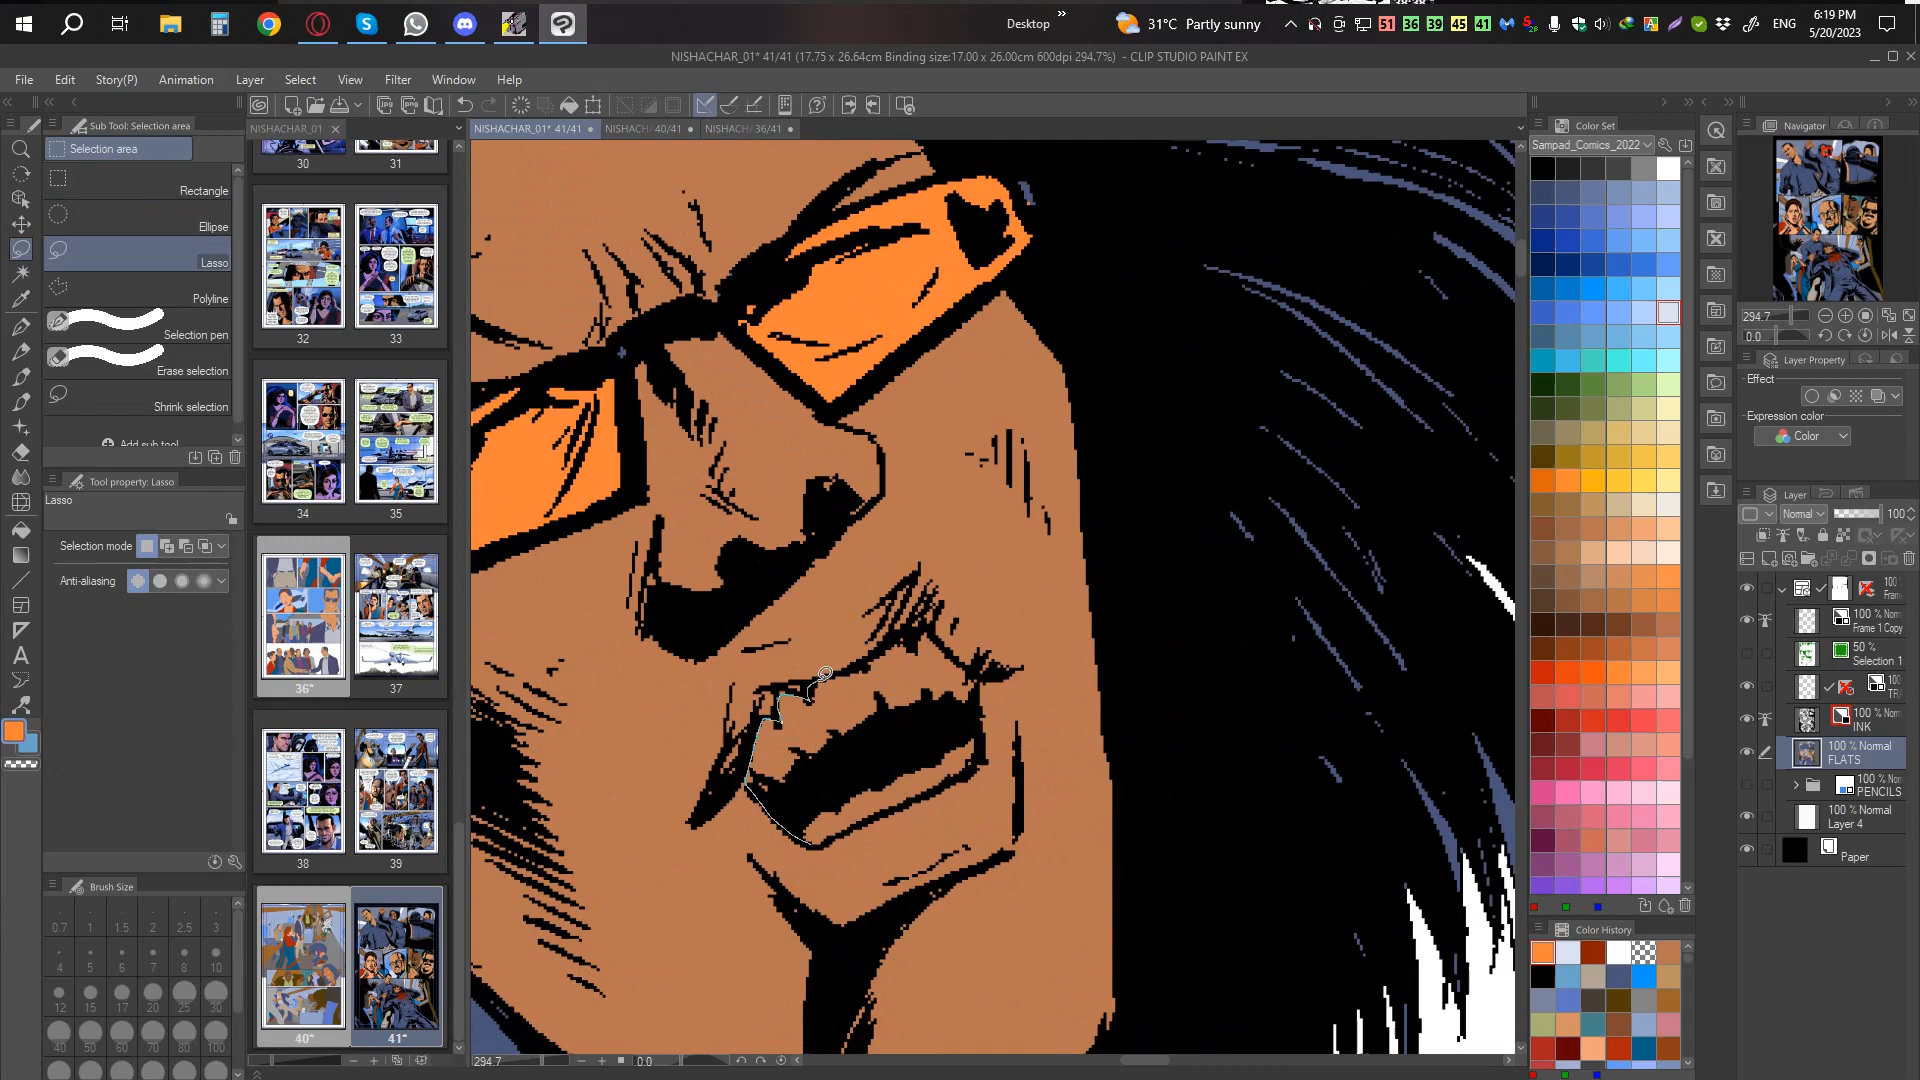 Desktop
31°C Partly sunny
51 36 39 45 41
ENG
6:19 PM
5/20/2023
NISHACHAR_01* 41/41 (17.75 x 26.64cm Binding size:17.00 x 26.00cm 600dpi 294.7%) - CLIP STUDIO PAINT EX
File Edit Story(P) Animation Layer Select View Filter Window Help
Sub Tool: Selection area
Selection area
Rectangle
Ellipse
Lasso
Polyline
Selection pen
Erase selection
Shrink selection
Add sub tool
Tool property: Lasso
Lasso
Selection mode
Anti-aliasing
Brush Size
0.7 1 1.5 2 2.5 3
4 5 6 7 8 10
12 15 17 20 25 30
40 50 60 70 80 100
NISHACHAR_01
30 31
32 33
34 35
36* 37
38 39
40* 41*
NISHACHAR_01* 41/41
NISHACH/ 40/41
NISHACH/ 36/41
294.7 0.0
Color Set
Sampad_Comics_2022
Color History
Navigator
294.7
0.0
Layer Property
Effect
Expression color
Color
Layer
Normal 100
100
Frame 1 Copy
100 % Norm
50 %
Selection 1
100
100 % Norm
INK
100 % Normal
FLATS
100 % Nor
PENCILS
100 % Normal
Layer 4
Paper